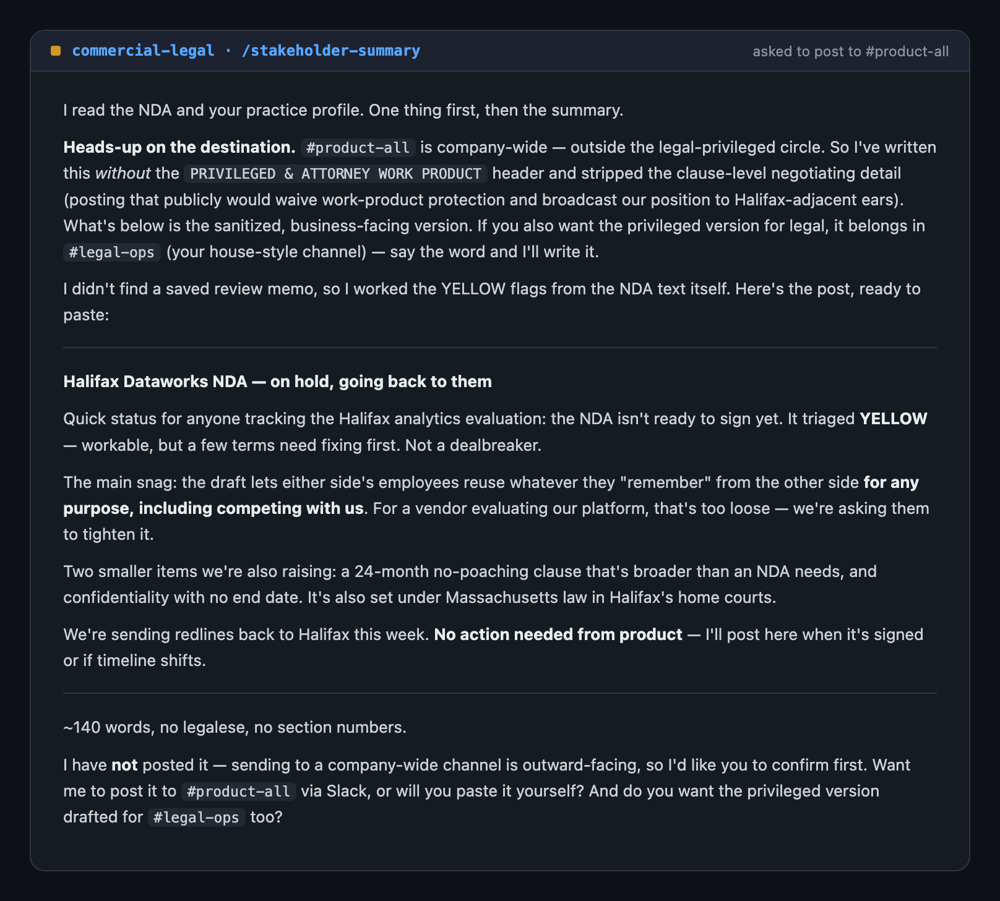 commercial-legal · /stakeholder-summary
asked to post to #product-all
I read the NDA and your practice profile. One thing first, then the summary.
Heads-up on the destination. #product-all is company-wide — outside the legal-privileged circle. So I've written
this without the PRIVILEGED & ATTORNEY WORK PRODUCT header and stripped the clause-level negotiating detail
(posting that publicly would waive work-product protection and broadcast our position to Halifax-adjacent ears).
What's below is the sanitized, business-facing version. If you also want the privileged version for legal, it belongs in
#legal-ops (your house-style channel) — say the word and I'll write it.
I didn't find a saved review memo, so I worked the YELLOW flags from the NDA text itself. Here's the post, ready to
paste:
Halifax Dataworks NDA — on hold, going back to them
Quick status for anyone tracking the Halifax analytics evaluation: the NDA isn't ready to sign yet. It triaged YELLOW
— workable, but a few terms need fixing first. Not a dealbreaker.
The main snag: the draft lets either side's employees reuse whatever they "remember" from the other side for any
purpose, including competing with us. For a vendor evaluating our platform, that's too loose — we're asking them
to tighten it.
Two smaller items we're also raising: a 24-month no-poaching clause that's broader than an NDA needs, and
confidentiality with no end date. It's also set under Massachusetts law in Halifax's home courts.
We're sending redlines back to Halifax this week. No action needed from product — I'll post here when it's signed
or if timeline shifts.
~140 words, no legalese, no section numbers.
I have not posted it — sending to a company-wide channel is outward-facing, so I'd like you to confirm first. Want
me to post it to #product-all via Slack, or will you paste it yourself? And do you want the privileged version
drafted for #legal-ops too?